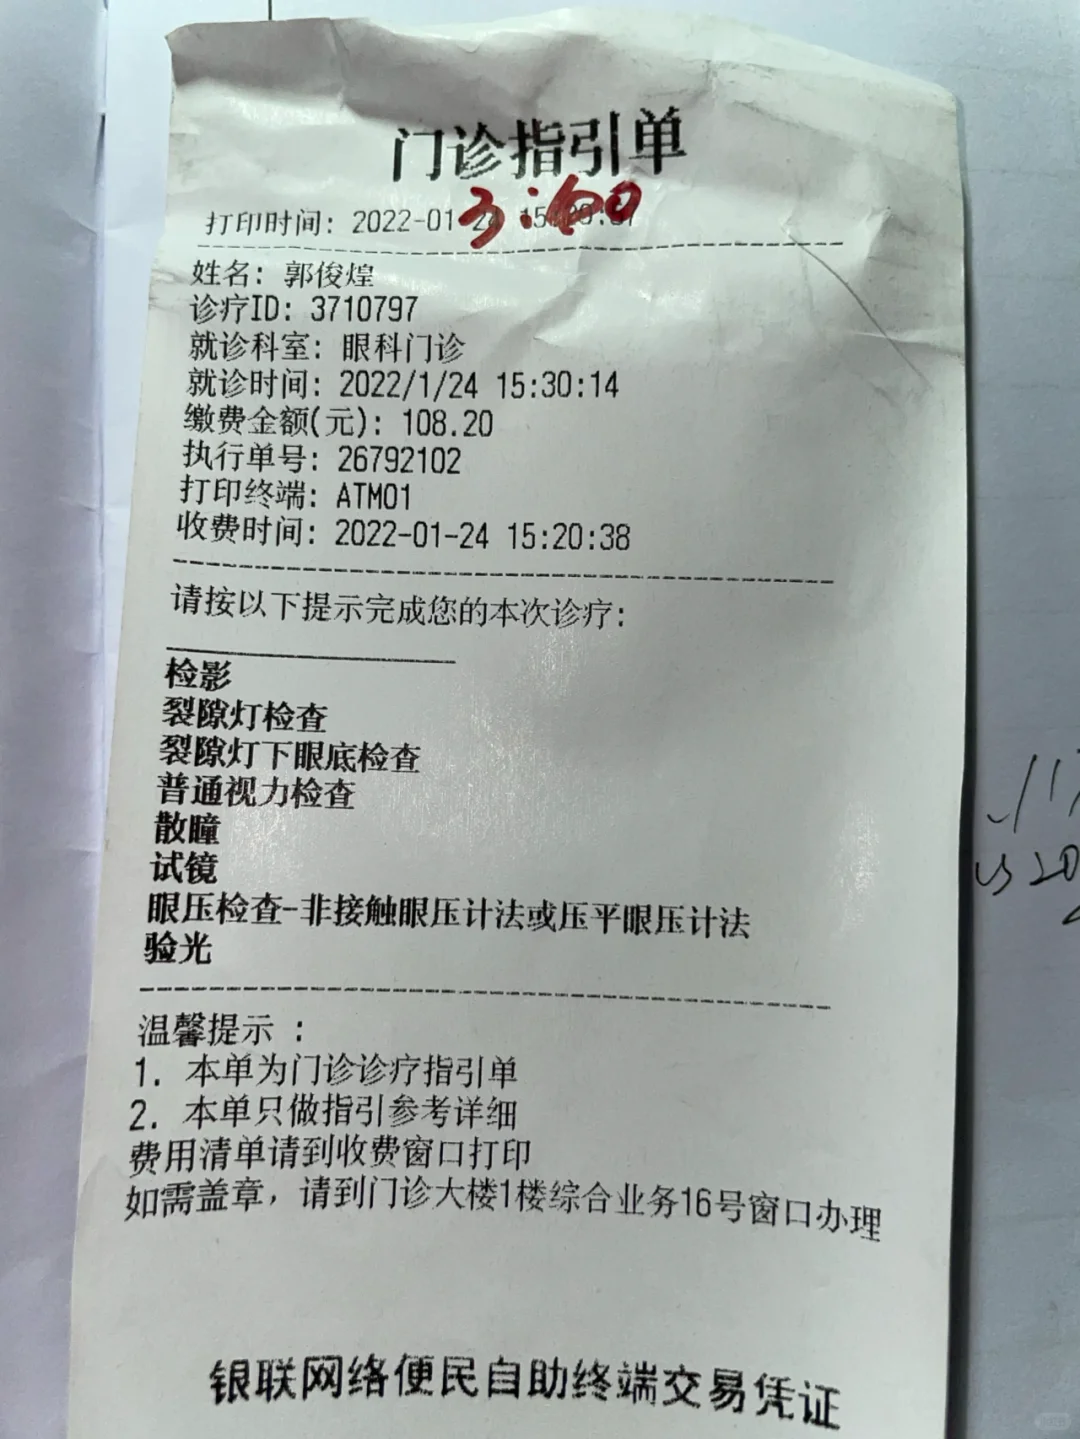 门诊指引单
3:40
打印时间: 2022-01-24 15:20:37
姓名: 郭俊煌
诊疗ID: 3710797
就诊科室: 眼科门诊
就诊时间: 2022/1/24 15:30:14
缴费金额(元): 108.20
执行单号: 26792102
打印终端: ATM01
收费时间: 2022-01-24 15:20:38
请按以下提示完成您的本次诊疗:
检影
裂隙灯检查
裂隙灯下眼底检查
普通视力检查
散瞳
试镜
眼压检查-非接触眼压计法或压平眼压计法
验光
温馨提示 :
1. 本单为门诊诊疗指引单
2. 本单只做指引参考详细
费用清单请到收费窗口打印
如需盖章，请到门诊大楼1楼综合业务16号窗口办理
银联网络便民自助终端交易凭证